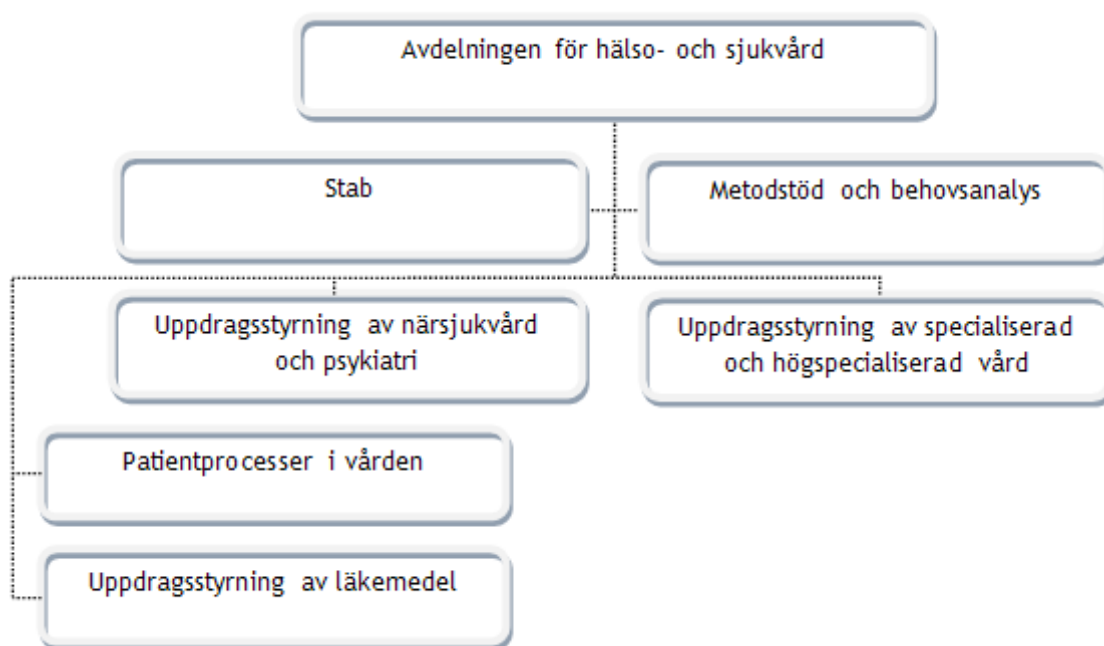 Avdelningen för hälso- och sjukvård
Stab
Metodstöd och behovsanalys
Uppdragsstyrning av närsjukvård
och psykiatri
Uppdragsstyrning av specialiserad
och högspecialiserad vård
Patientprocesser i vården
Uppdragsstyrning av läkemedel